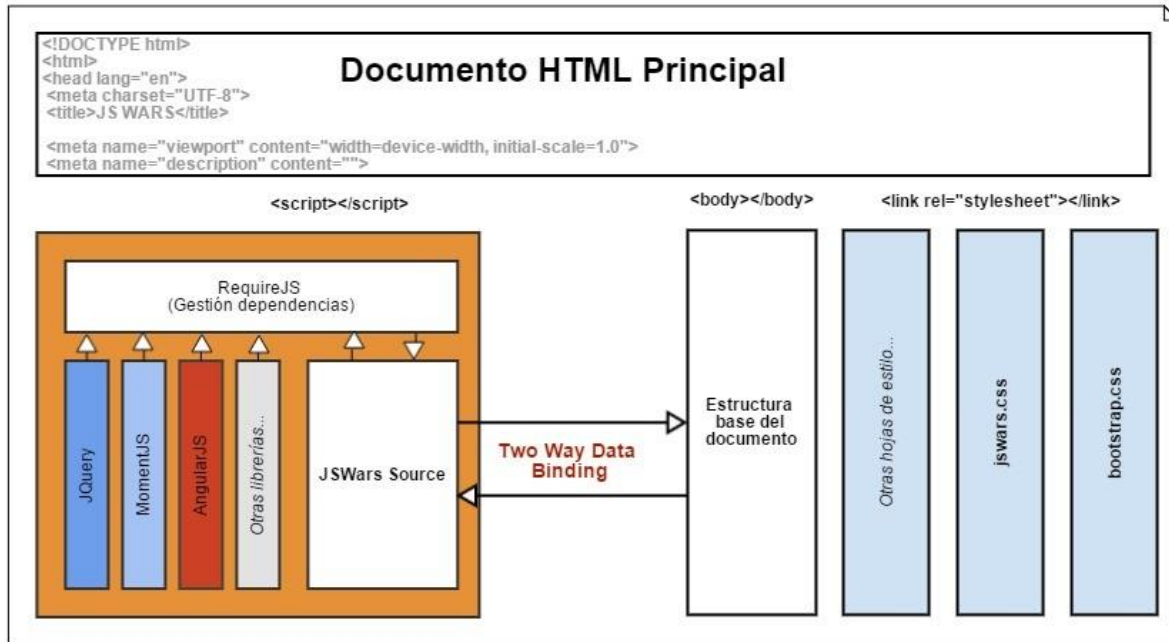 <!DOCTYPE html>
<html>
<head lang="en">
<meta charset="UTF-8">
<title>JS WARS</title>
<meta name="viewport" content="width=device-width, initial-scale=1.0">
<meta name="description" content="">
Documento HTML Principal
<script></script>
<body></body>
<link rel="stylesheet"></link>
RequireJS
(Gestión dependencias)
JQuery
MomentJS
AngularJS
Otras librerías...
JSWars Source
Two Way Data
Binding
Estructura
base del
documento
Otras hojas de estilo...
jswars.css
bootstrap.css